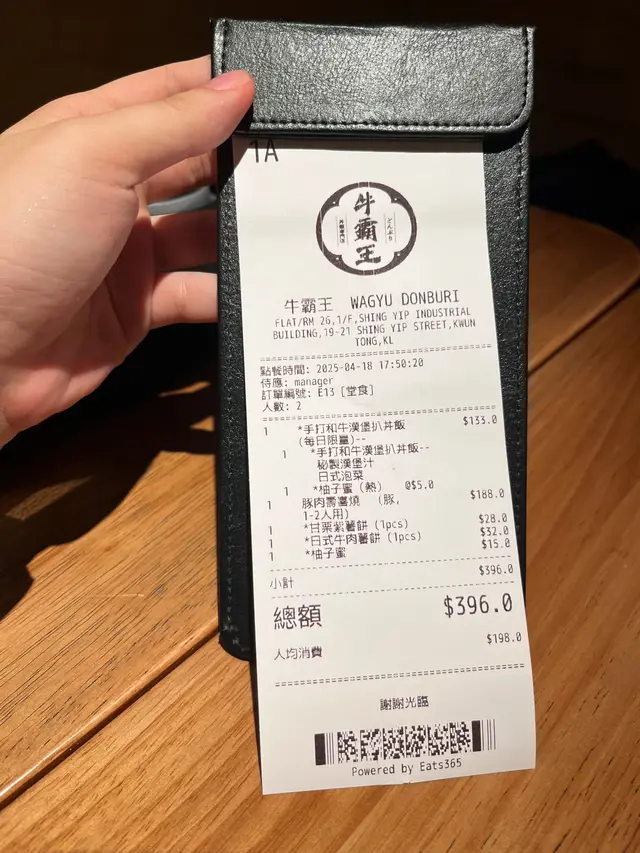 1A
牛霸王
どんぶり
牛霸王 WAGYU DONBURI
FLAT/RM 26,1/F,SHING YIP INDUSTRIAL
BUILDING,19-21 SHING YIP STREET,KWUN
TONG,KL
點餐時間: 2025-04-18 17:50:20
侍應: manager
訂單編號: E13 [堂食]
人數: 2
1 *手打和牛漢堡扒丼飯 $133.0
(每日限量)--
1 *手打和牛漢堡扒丼飯--
秘製漢堡汁
日式泡菜
1 *柚子蜜 (熱) @$5.0
1 豚肉壽喜燒 (豚, $188.0
1-2人用)
1 *甘栗紫薯餅 (1pcs) $28.0
1 *日式牛肉薯餅 (1pcs) $32.0
1 *柚子蜜 $15.0
小計 $396.0
總額 $396.0
人均消費 $198.0
謝謝光臨
Powered by Eats365